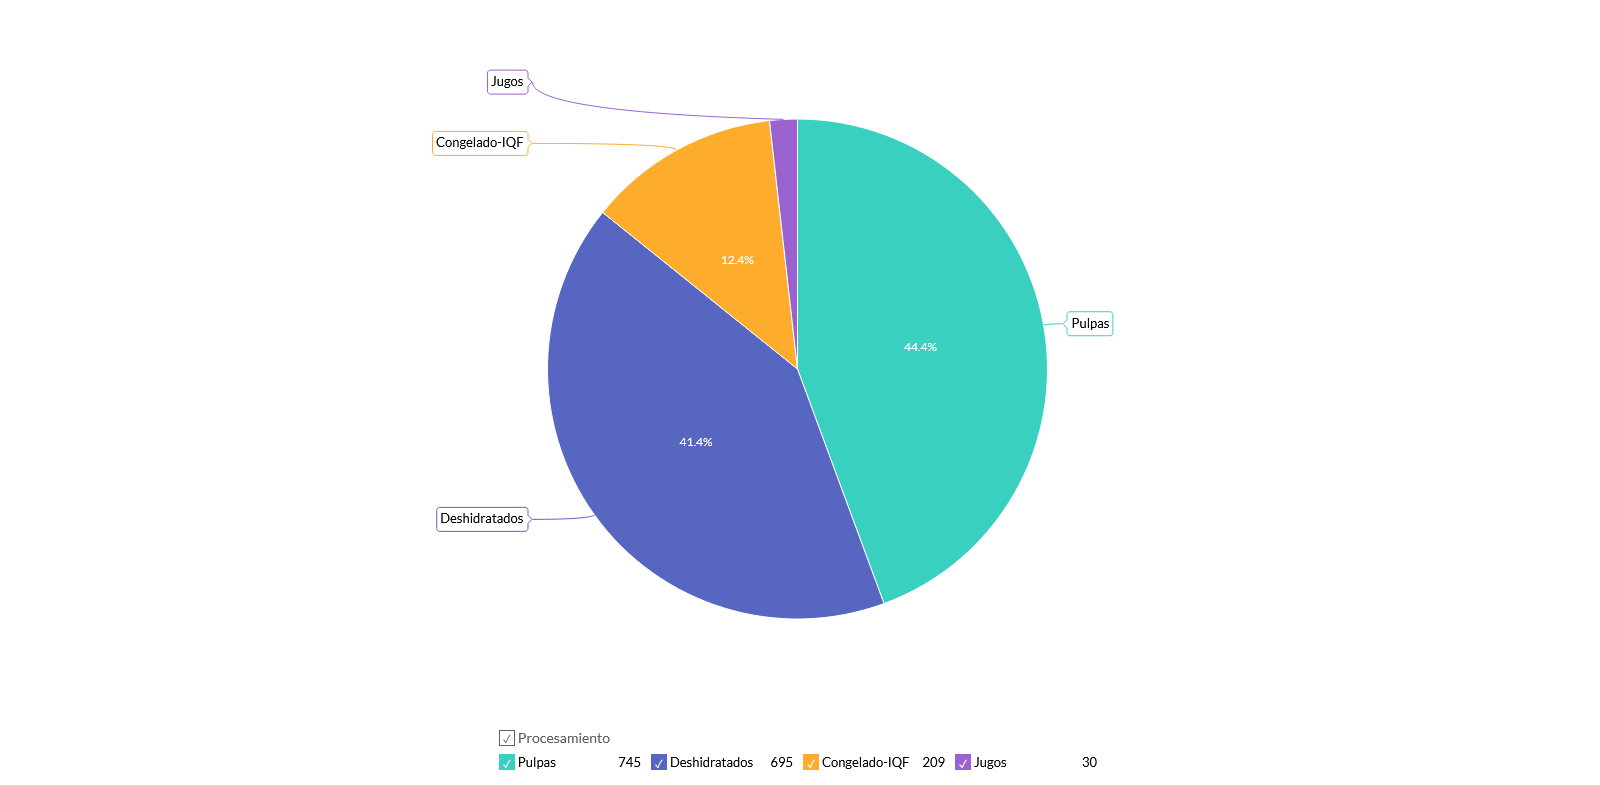 Jugos
Congelado-IQF
12.4%
Pulpas
44.4%
41.4%
Deshidratados
Procesamiento
Pulpas 745 Deshidratados 695 Congelado-IQF 209 Jugos 30